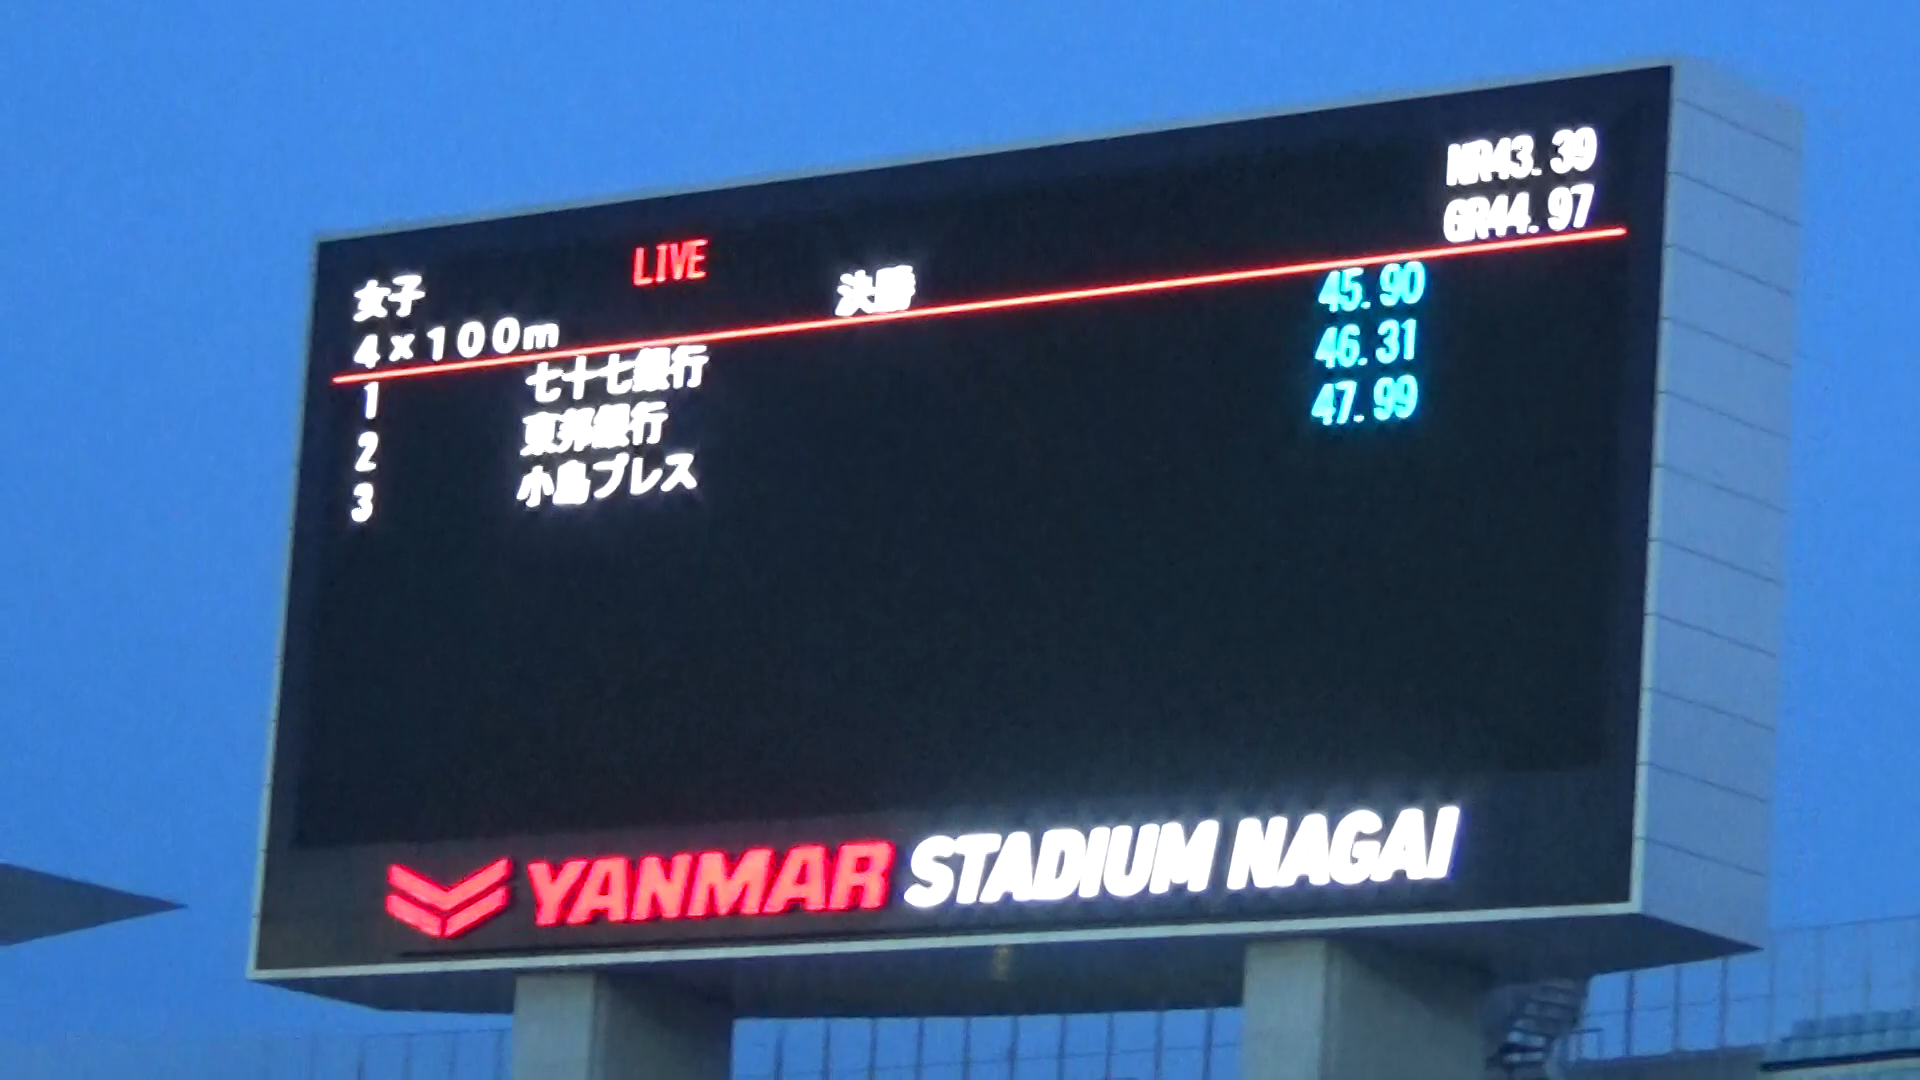 NR43.39
GR44.97
女子 LIVE 決勝
4×100m
1 七十七銀行 45.90
2 東邦銀行 46.31
3 小島プレス 47.99
YANMAR STADIUM NAGAI